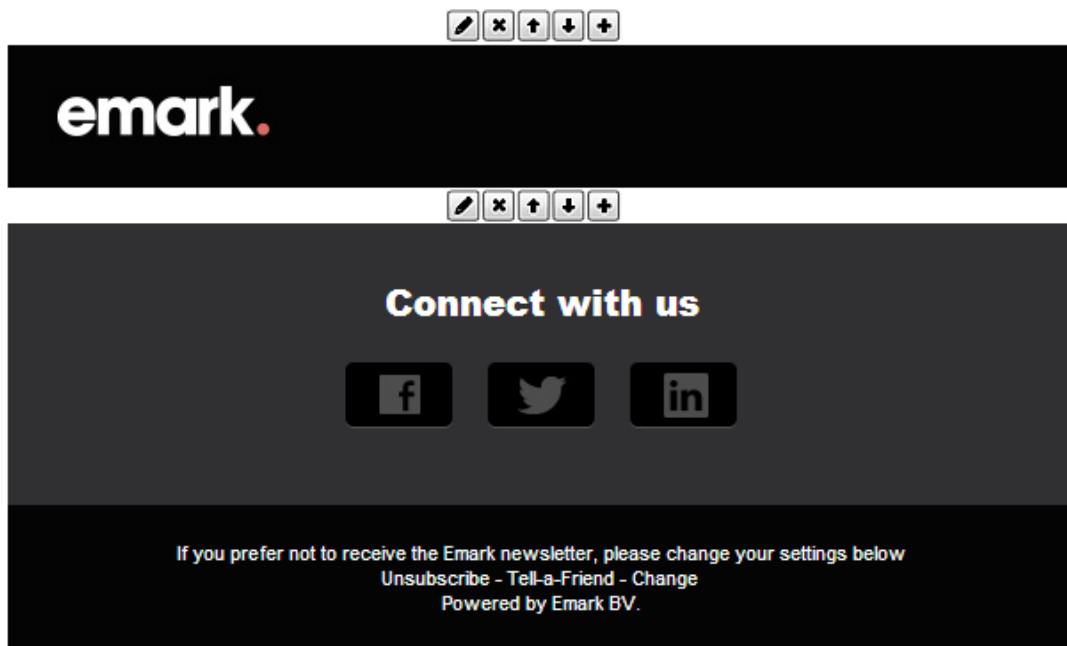 emark.
Connect with us
If you prefer not to receive the Emark newsletter, please change your settings below
Unsubscribe - Tell-a-Friend - Change
Powered by Emark BV.